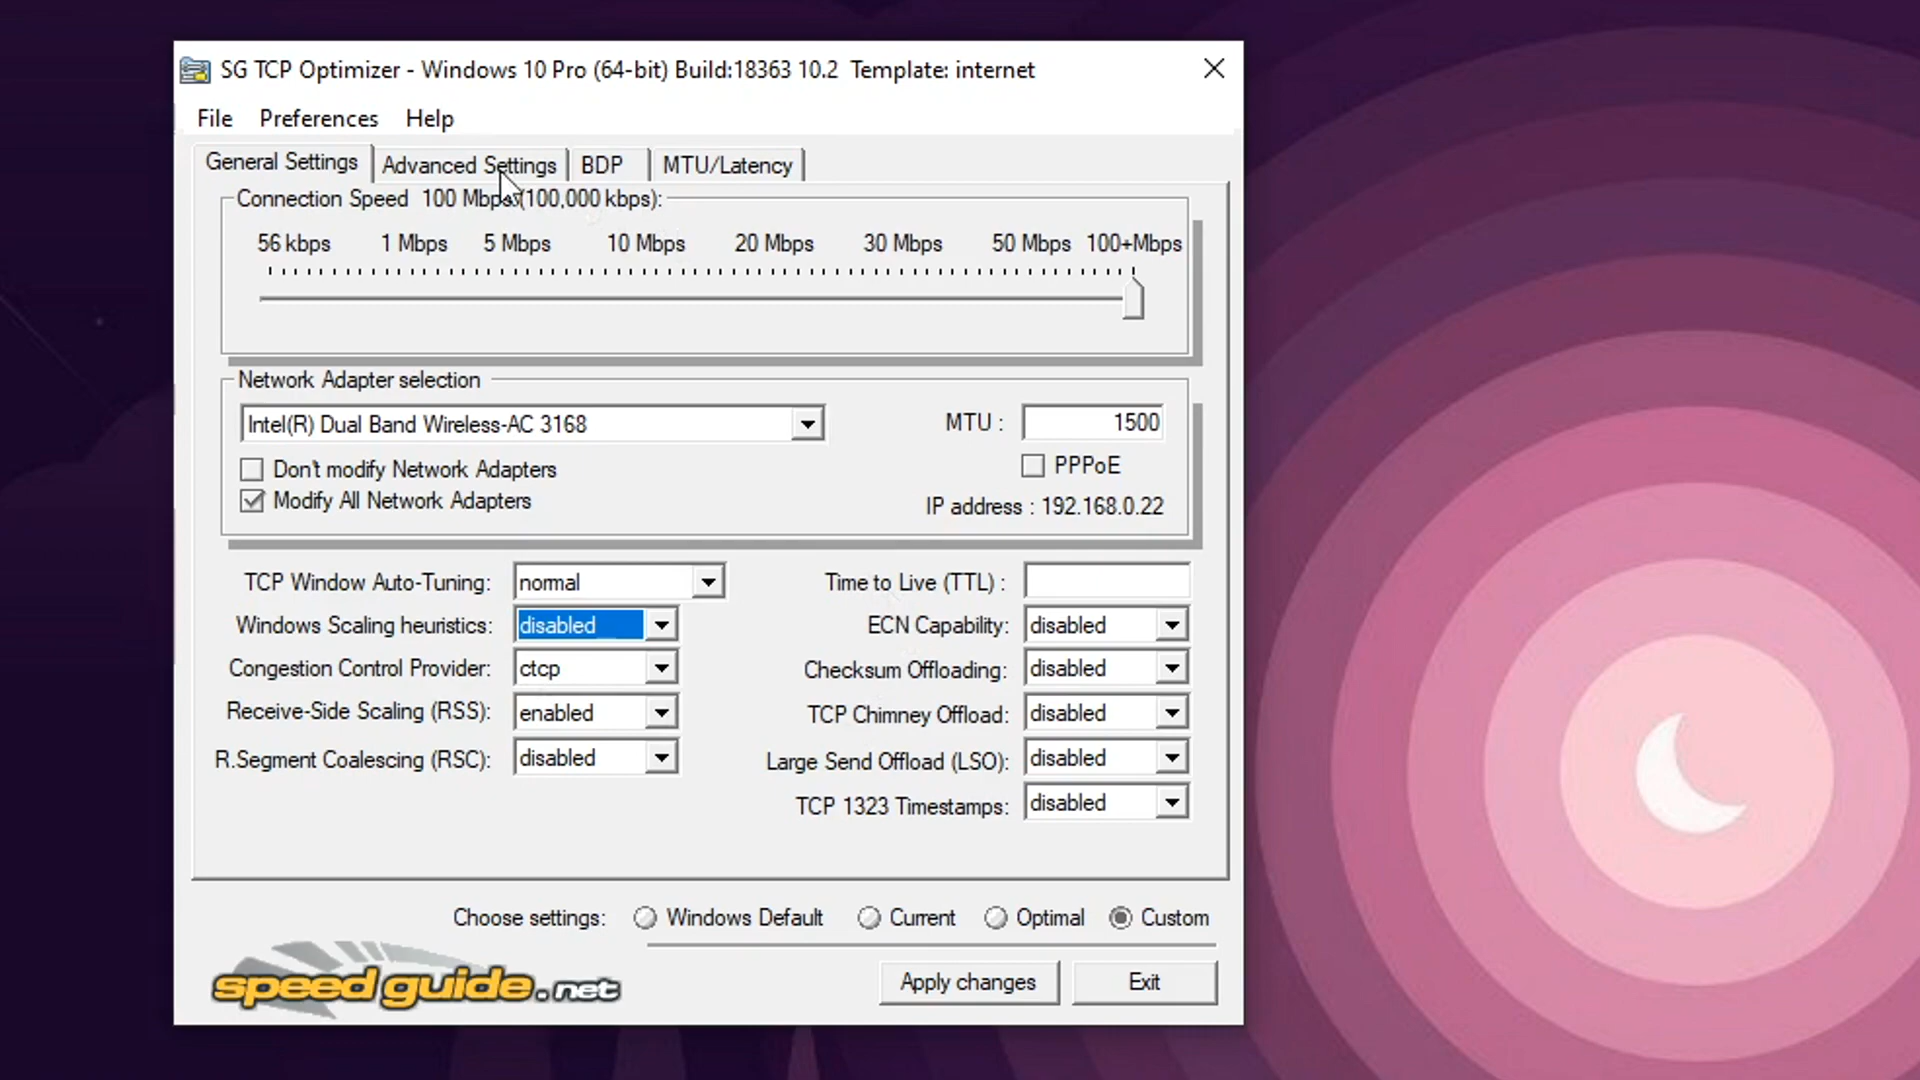 SG TCP Optimizer - Windows 10 Pro (64-bit) Build:18363 10.2  Template: internet
File Preferences Help
General Settings Advanced Settings BDP MTU/Latency
Connection Speed 100 Mbps (100,000 kbps):
56 kbps 1 Mbps 5 Mbps 10 Mbps 20 Mbps 30 Mbps 50 Mbps 100+Mbps
Network Adapter selection
Intel(R) Dual Band Wireless-AC 3168 MTU : 1500
Don't modify Network Adapters PPPoE
Modify All Network Adapters IP address : 192.168.0.22
TCP Window Auto-Tuning: normal Time to Live (TTL) :
Windows Scaling heuristics: disabled ECN Capability: disabled
Congestion Control Provider: ctcp Checksum Offloading: disabled
Receive-Side Scaling (RSS): enabled TCP Chimney Offload: disabled
R.Segment Coalescing (RSC): disabled Large Send Offload (LSO): disabled
TCP 1323 Timestamps: disabled
Choose settings: Windows Default Current Optimal Custom
speedguide.net Apply changes Exit